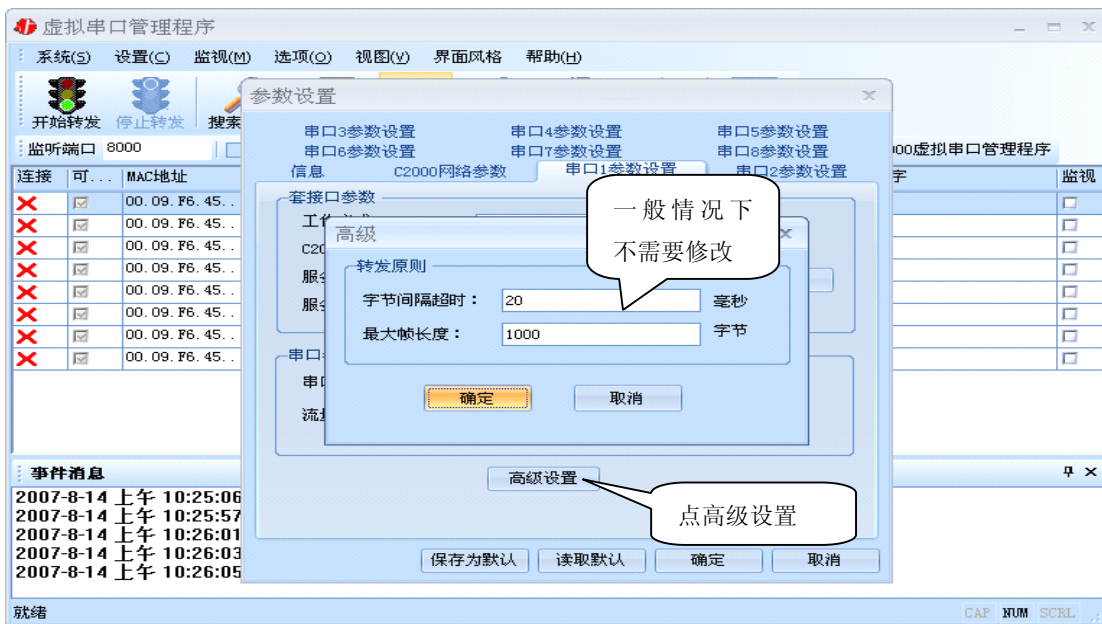 虚拟串口管理程序
系统(S) 设置(C) 监视(M) 选项(O) 视图(V) 界面风格 帮助(H)
开始转发 停止转发 搜索
监听端口 8000
000虚拟串口管理程序
连接 可... MAC地址 字 监视
00.09.F6.45..
00.09.F6.45..
00.09.F6.45..
00.09.F6.45..
00.09.F6.45..
00.09.F6.45..
00.09.F6.45..
00.09.F6.45..
参数设置
串口3参数设置 串口4参数设置 串口5参数设置
串口6参数设置 串口7参数设置 串口8参数设置
信息 C2000网络参数 串口1参数设置 串口2参数设置
套接口参数
C20
高级
转发原则
字节间隔超时： 20 毫秒
最大帧长度： 1000 字节
确定 取消
一般情况下
不需要修改
串口
高级设置
点高级设置
保存为默认 读取默认 确定 取消
事件消息
2007-8-14 上午 10:25:06
2007-8-14 上午 10:25:57
2007-8-14 上午 10:26:01
2007-8-14 上午 10:26:03
2007-8-14 上午 10:26:05
就绪
CAP NUM SCRL